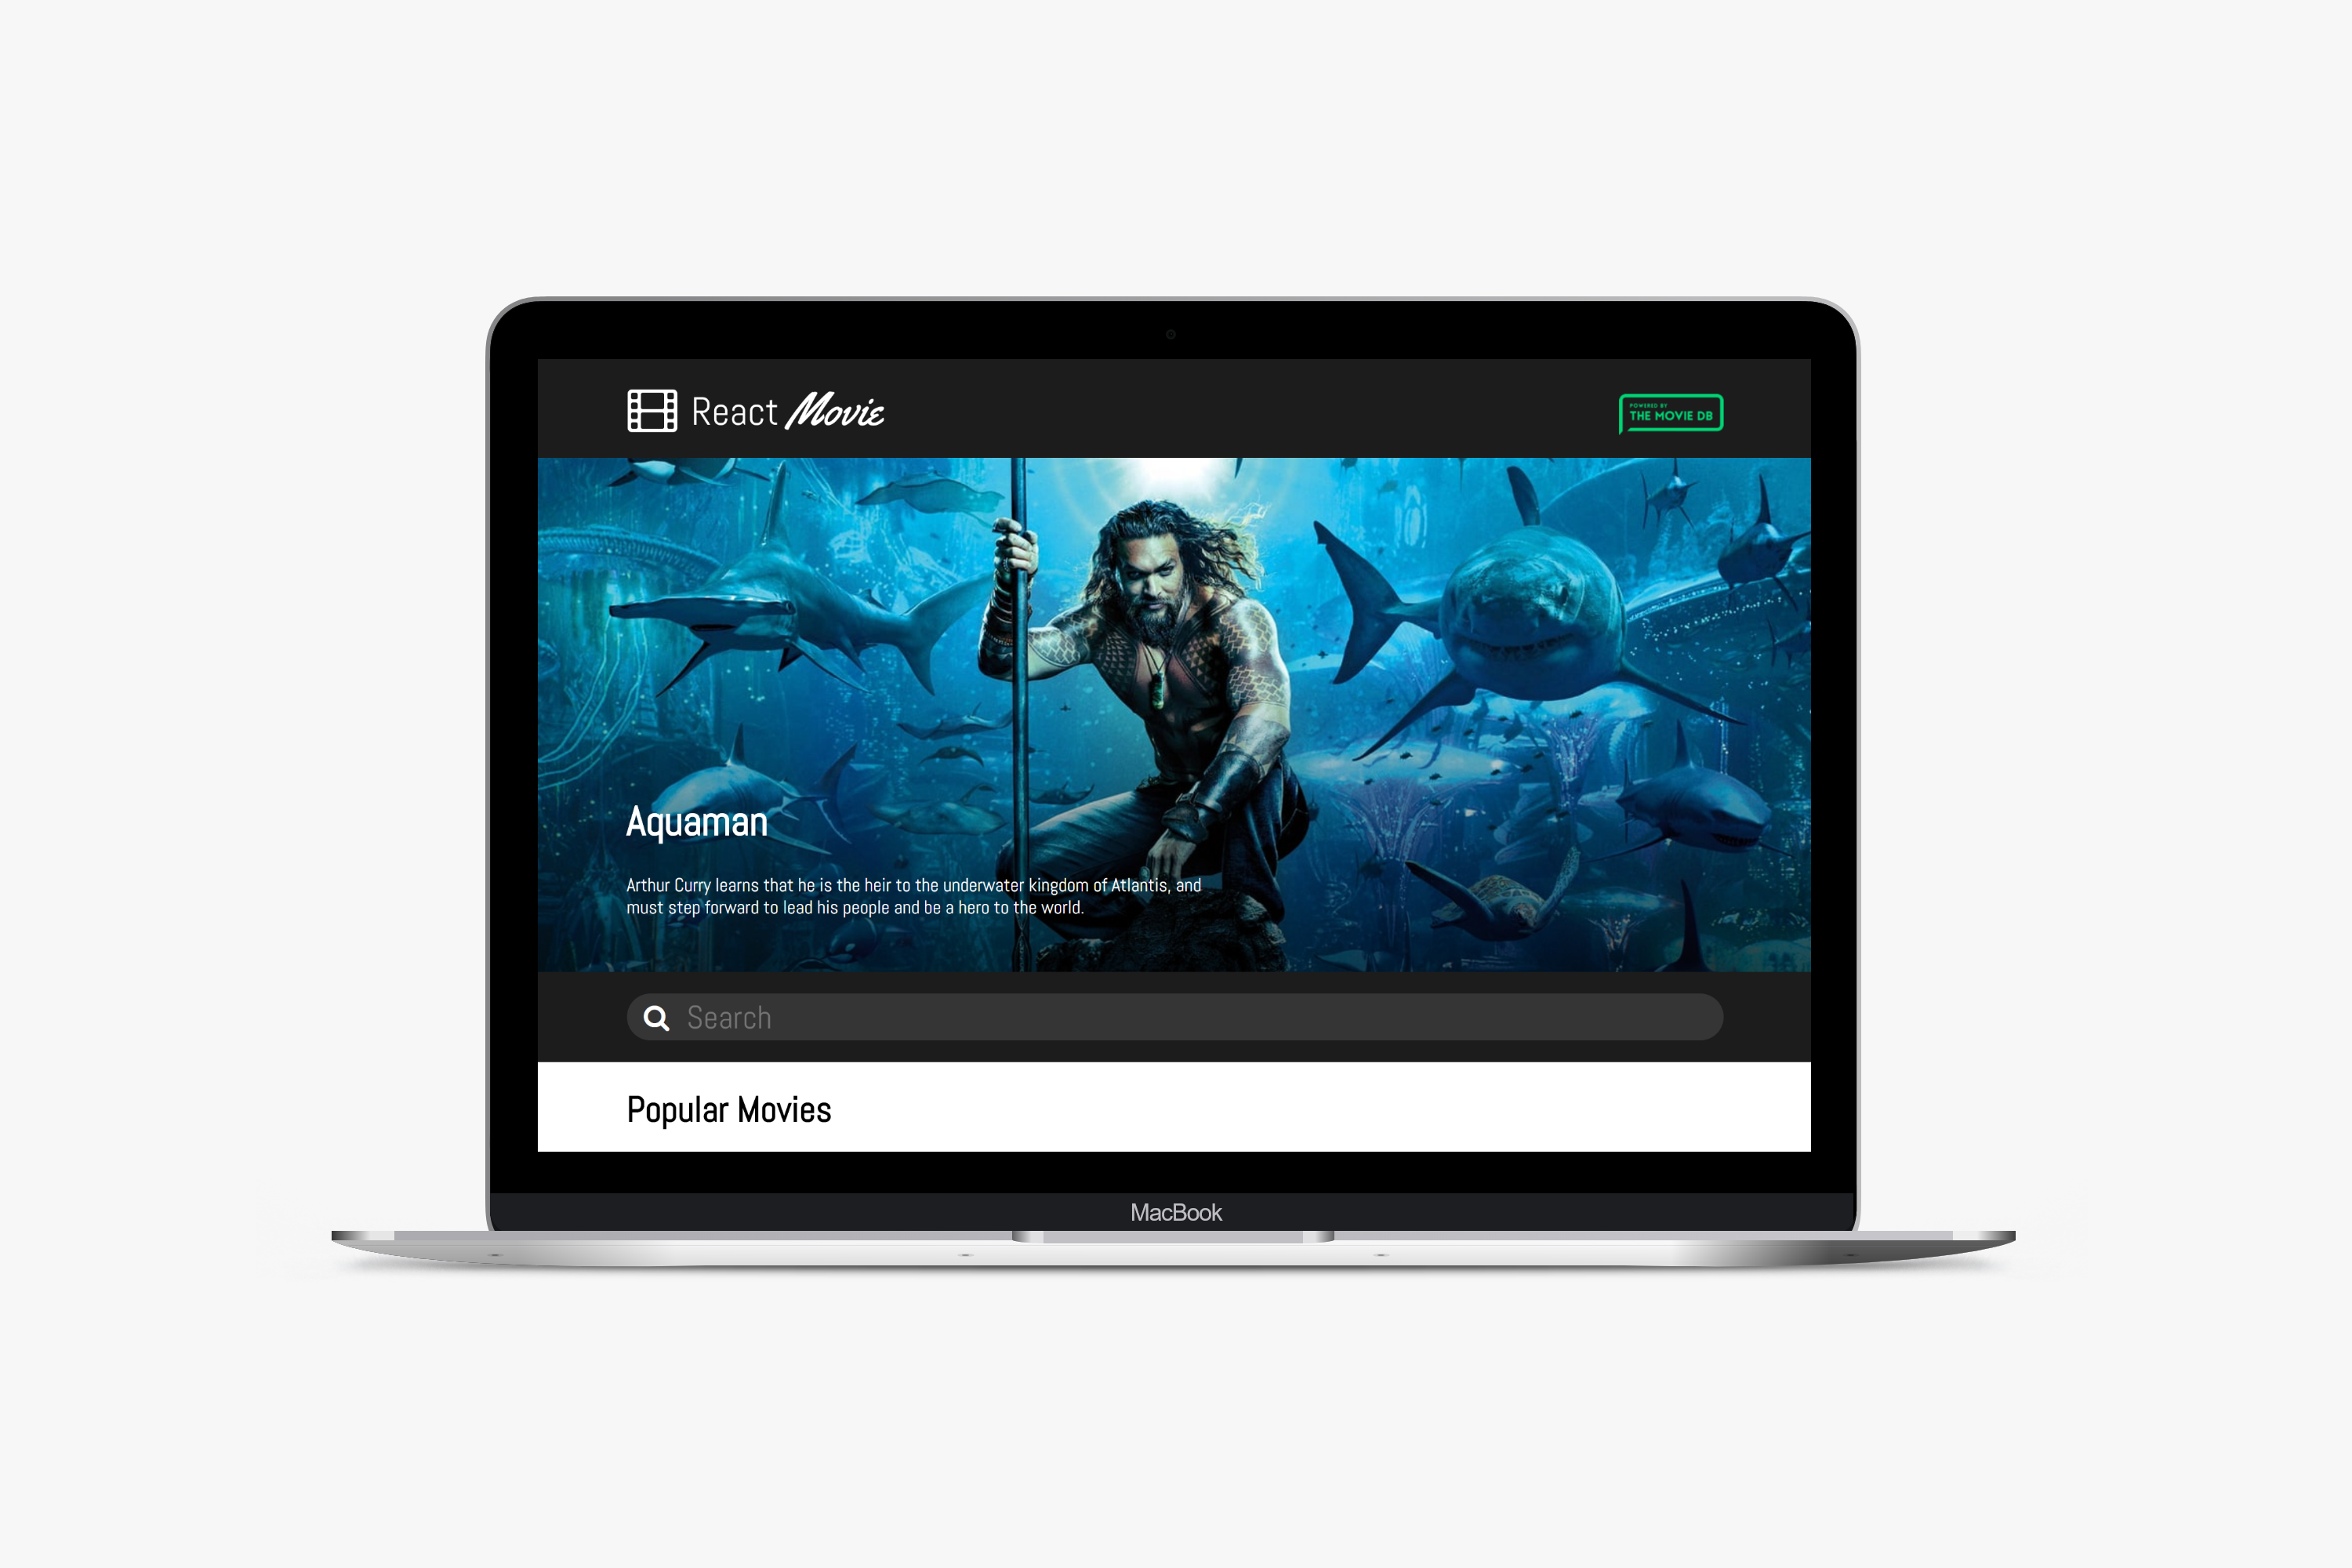 React Movie
POWERED BY
THE MOVIE DB
Aquaman
Arthur Curry learns that he is the heir to the underwater kingdom of Atlantis, and
must step forward to lead his people and be a hero to the world.
Search
Popular Movies
MacBook